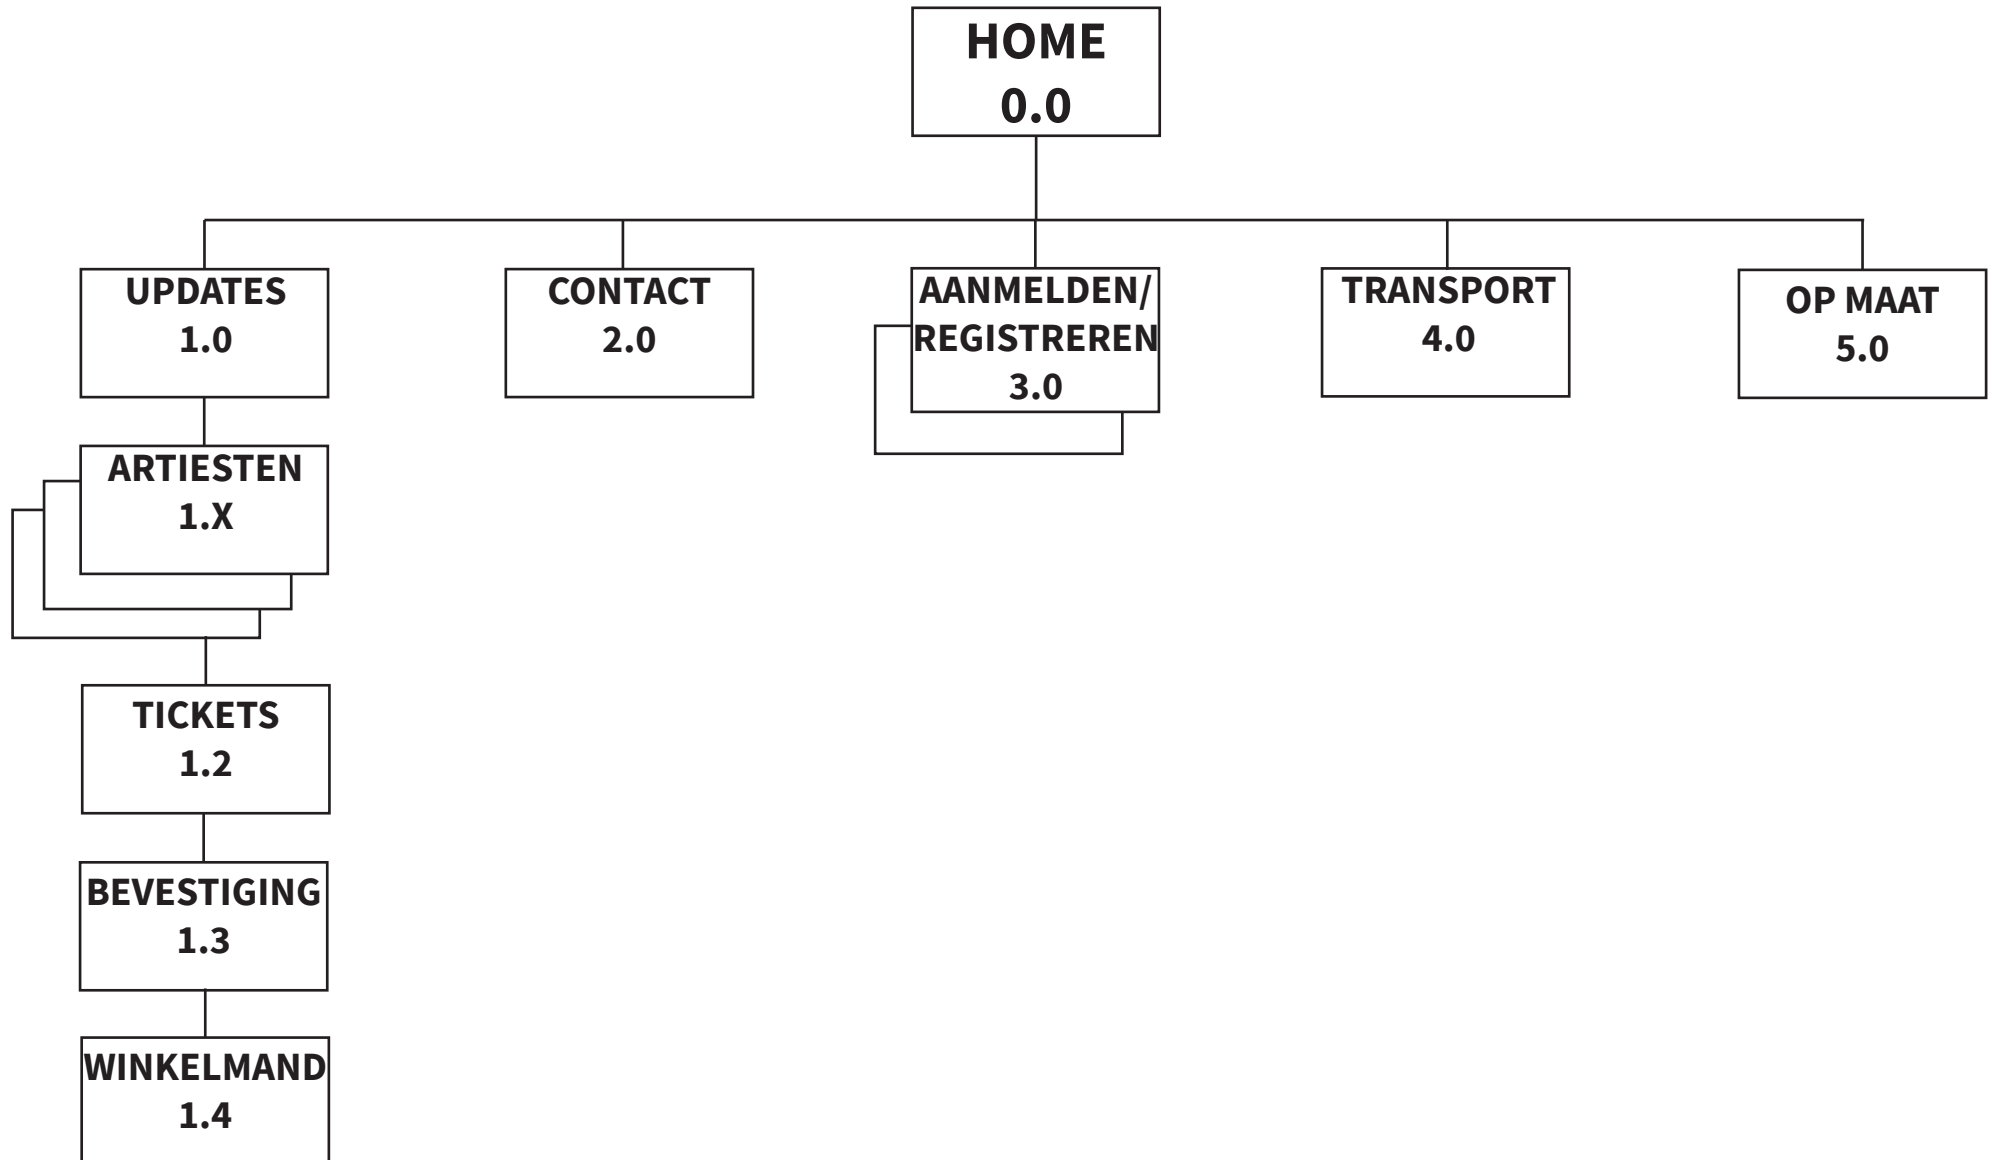 HOME
0.0
UPDATES
1.0
CONTACT
2.0
AANMELDEN/
REGISTREREN
3.0
TRANSPORT
4.0
OP MAAT
5.0
ARTIESTEN
1.X
TICKETS
1.2
BEVESTIGING
1.3
WINKELMAND
1.4